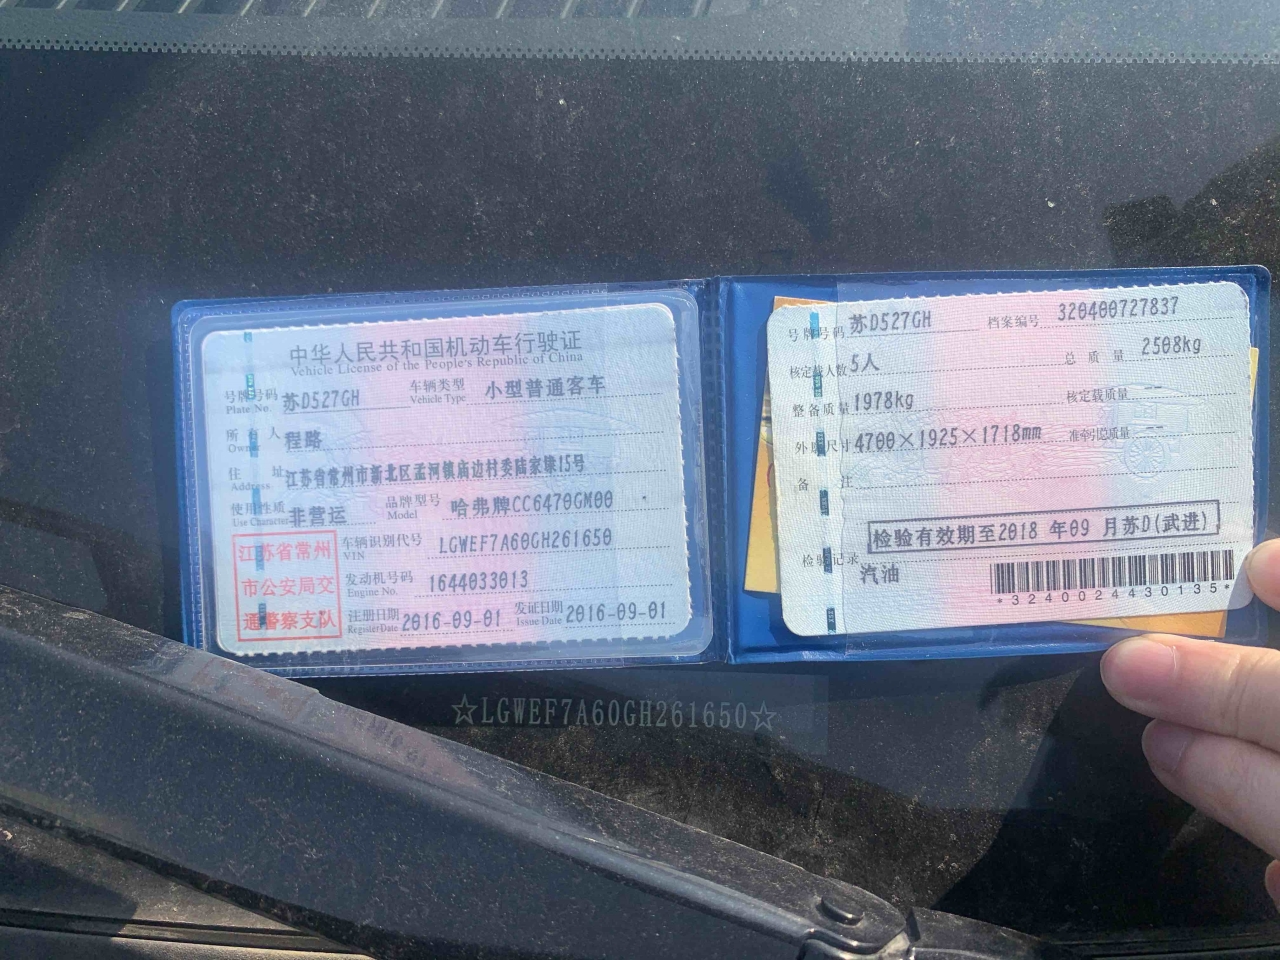 中华人民共和国机动车行驶证
Vehicle License of the People's Republic of China
号牌号码 苏D527GH 车辆类型 小型普通客车
Plate No. Vehicle Type
所有人 程路
Owner
住址 江苏省常州市新北区孟河镇庙边村委陆家塍15号
Address
使用性质 非营运 品牌型号 哈弗牌CC6470GM00
Use Character Model
江苏省常州
市公安局交
通警察支队
车辆识别代号 LGWEF7A60GH261650
VIN
发动机号码 1644033013
Engine No.
注册日期 2016-09-01 发证日期 2016-09-01
Register Date Issue Date
号牌号码 苏D527GH 档案编号 320400727837
核定载人数 5人 总质量 2508kg
整备质量 1978kg 核定载质量 --
外廓尺寸 4700×1925×1718mm 准牵引总质量 --
备注
检验有效期至2018 年09 月苏D(武进)
检验记录
汽油
*3240024430135*
☆LGWEF7A60GH261650☆